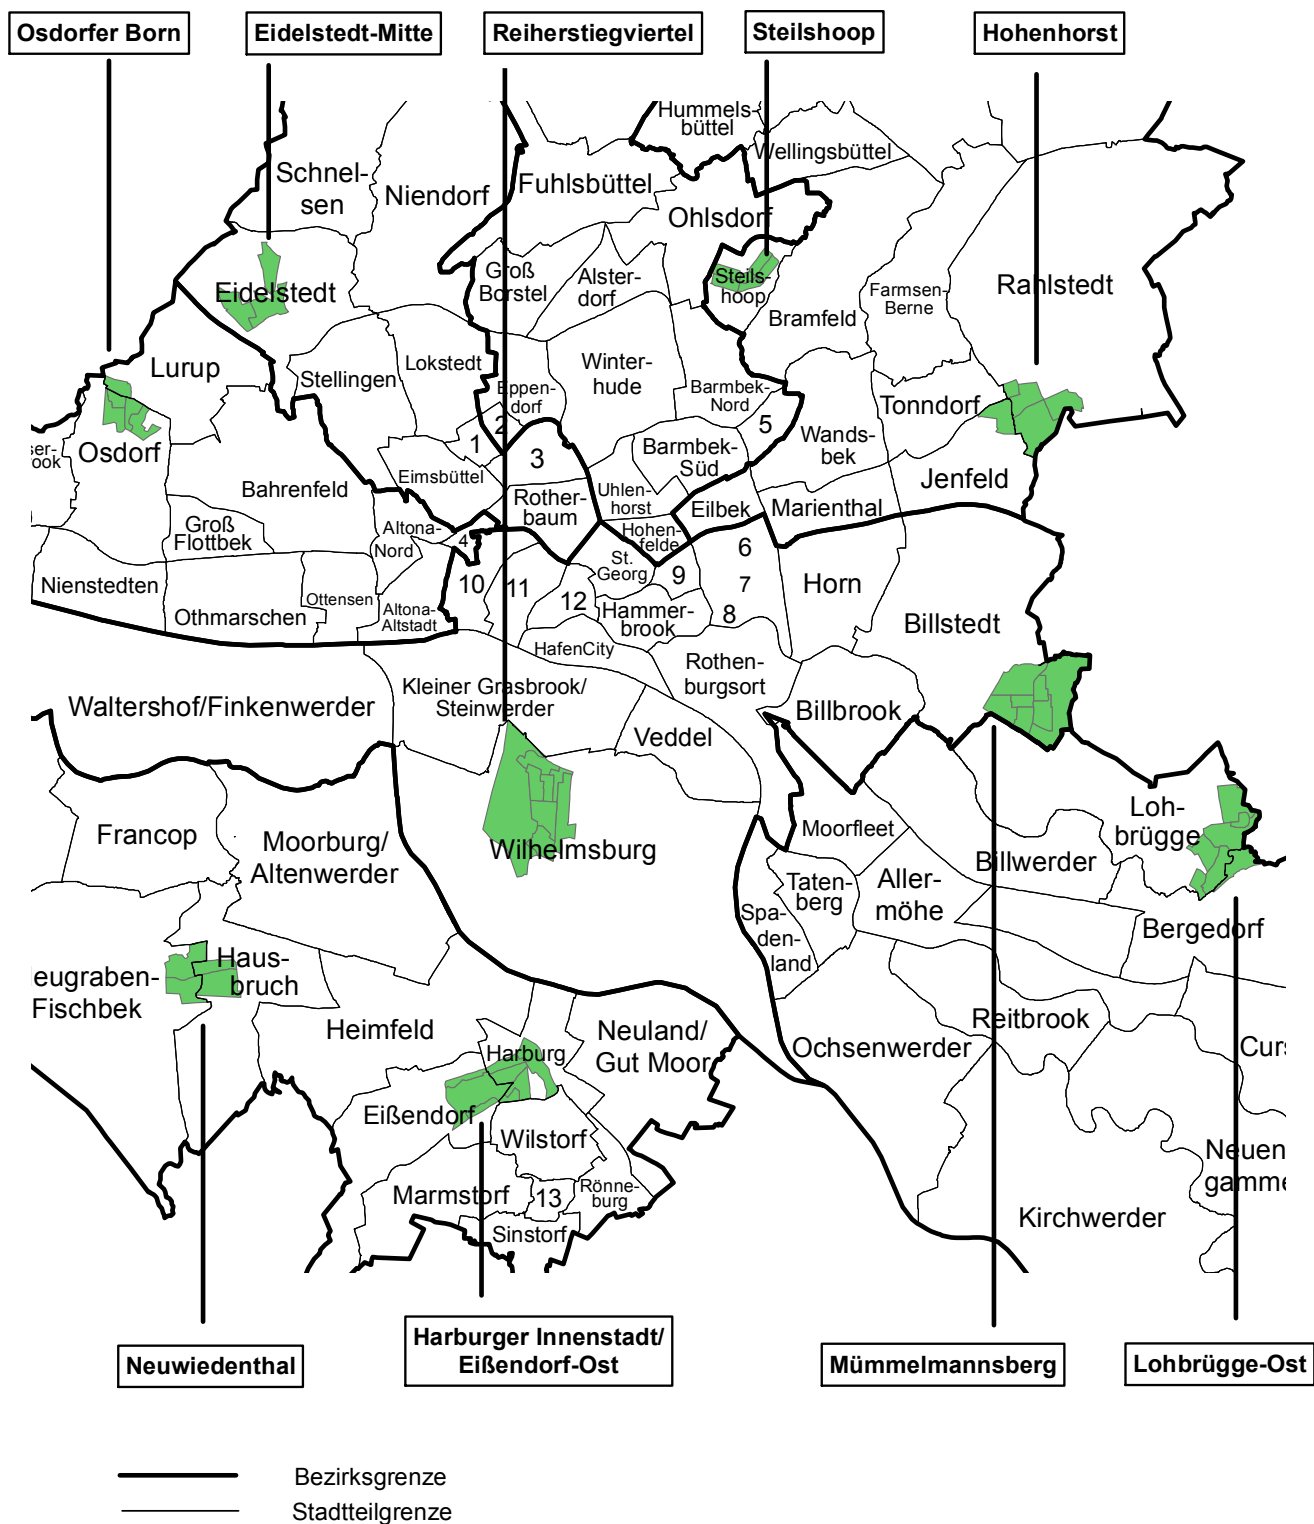 Osdorfer Born
Eidelstedt-Mitte
Reiherstiegviertel
Steilshoop
Hohenhorst
Hummels-
büttel
Wellingsbüttel
Schnel-
sen
Niendorf
Fuhlsbüttel
Ohlsdorf
Groß
Borstel
Alster-
dorf
Steils-
hoop
Rahlstedt
Eidelstedt
Farmsen-
Berne
Bramfeld
Lurup
Stellingen
Lokstedt
Winter-
hude
Eppen-
dorf
Barmbek-
Nord
Tonndorf
2
5
1
3
Wands-
bek
ser-
ook
Osdorf
Barmbek-
Süd
Eimsbüttel
Jenfeld
Bahrenfeld
Rother-
baum
Uhlen-
horst
Eilbek
Marienthal
Groß
Flottbek
Altona-
Nord
4
Hohen-
felde
6
St.
Georg
9
Nienstedten
Othmarschen
Ottensen
Altona-
Altstadt
10
11
12
7
Horn
Hammer-
brook
8
Billstedt
HafenCity
Rothen-
burgsort
Kleiner Grasbrook/
Steinwerder
Waltershof/Finkenwerder
Billbrook
Veddel
Francop
Moorburg/
Altenwerder
Wilhelmsburg
Moorfleet
Loh-
brügge
Billwerder
Taten-
berg
Aller-
möhe
Spa-
den-
land
Bergedorf
Haus-
bruch
eugraben-
Fischbek
Heimfeld
Neuland/
Gut Moor
Harburg
Reitbrook
Ochsenwerder
Curs
Eißendorf
Wilstorf
Neuen
gamme
Marmstorf
13
Rönne-
burg
Sinstorf
Kirchwerder
Neuwiedenthal
Harburger Innenstadt/
Eißendorf-Ost
Mümmelmannsberg
Lohbrügge-Ost
Bezirksgrenze
Stadtteilgrenze